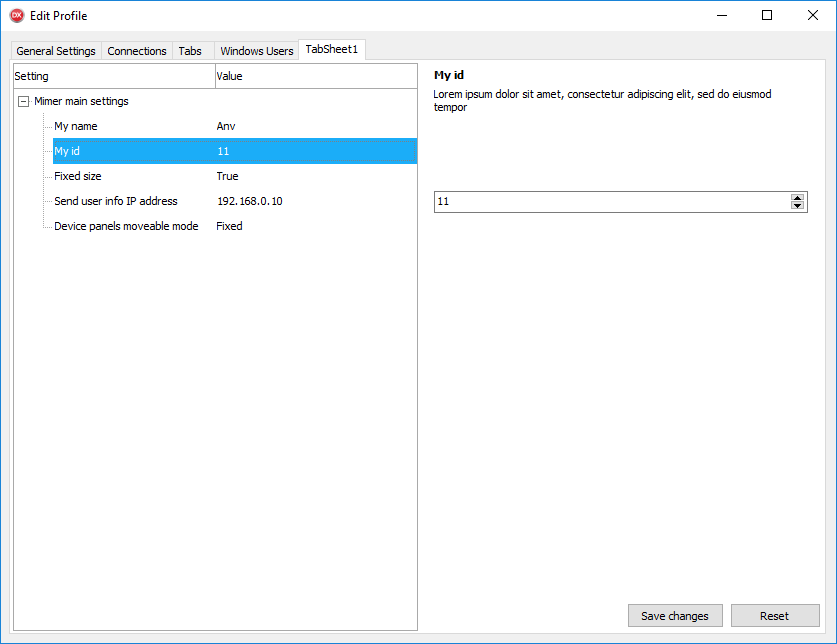 DX Edit Profile
General Settings Connections Tabs Windows Users TabSheet1
Setting Value
Mimer main settings
My name Anv
My id 11
Fixed size True
Send user info IP address 192.168.0.10
Device panels moveable mode Fixed
My id
Lorem ipsum dolor sit amet, consectetur adipiscing elit, sed do eiusmod
tempor
11
Save changes Reset